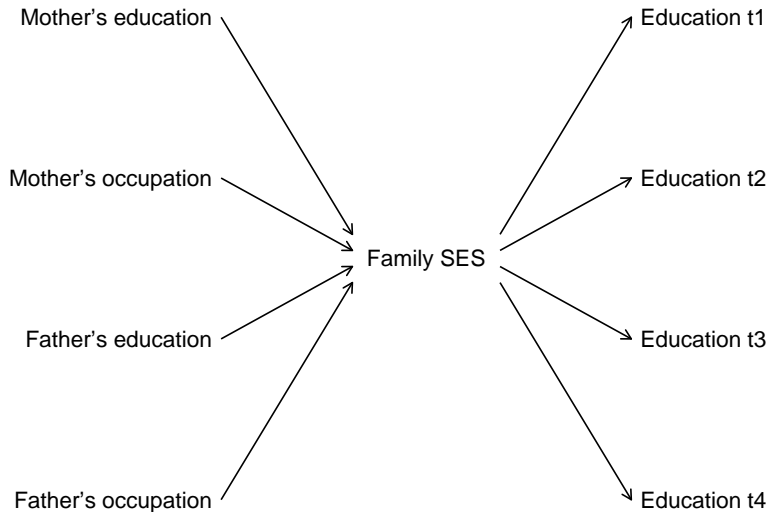 Mother’s education
Mother’s occupation
Father’s education
Father’s occupation
Family SES
Education t1
Education t2
Education t3
Education t4